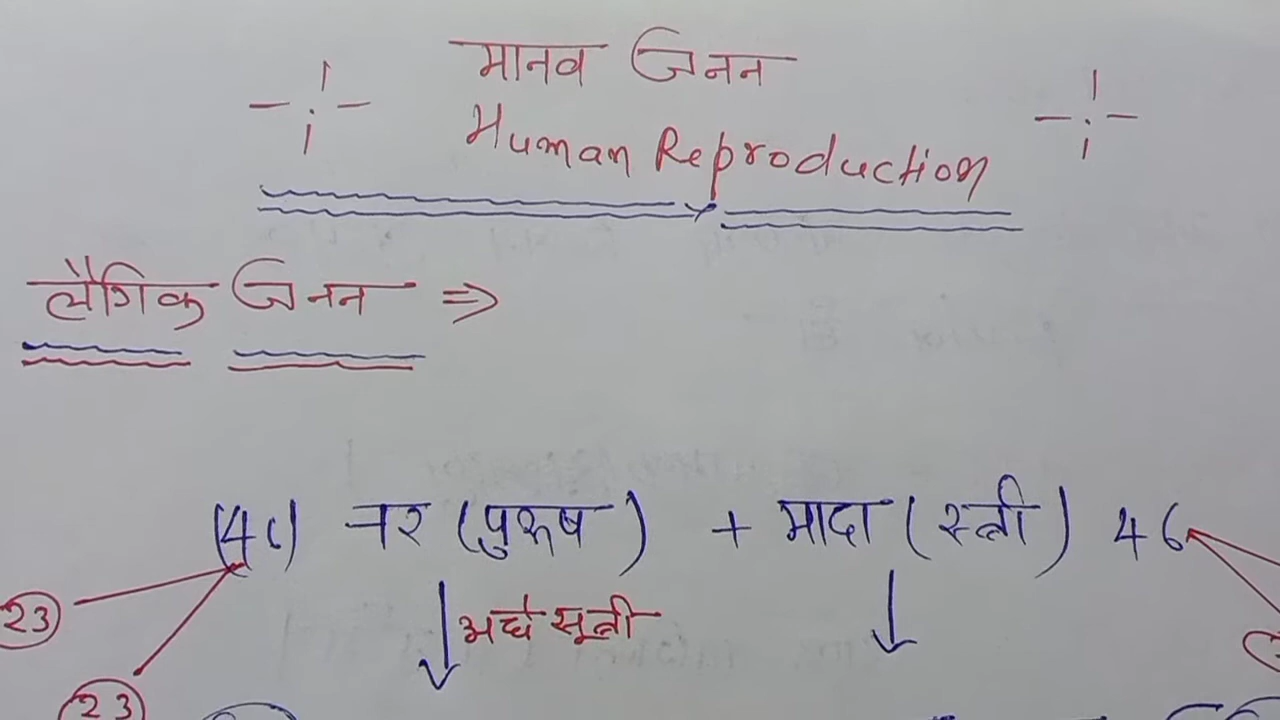 मानव जनन
Human Reproduction
लैंगिक जनन ⇒
(46) नर (पुरूष) + मादा (स्त्री) 46
23
अर्धसूत्री
23